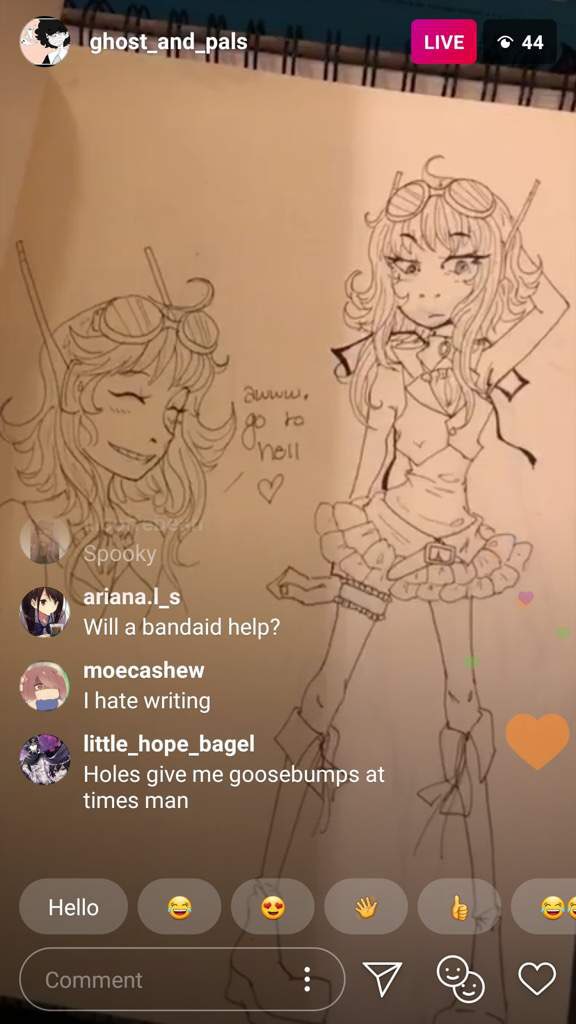 ghost_and_pals
LIVE
44
awww.
go to
hell
Spooky
ariana.l_s
Will a bandaid help?
moecashew
I hate writing
little_hope_bagel
Holes give me goosebumps at
times man
Hello
Comment